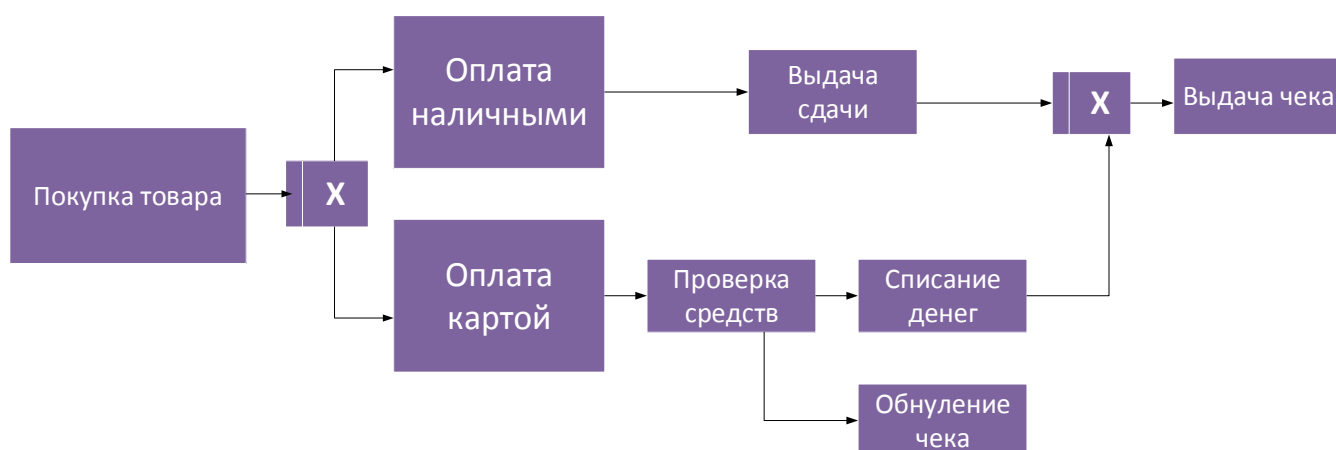 Покупка товара
X
Оплата
наличными
Выдача
сдачи
X
Выдача чека
Оплата
картой
Проверка
средств
Списание
денег
Обнуление
чека